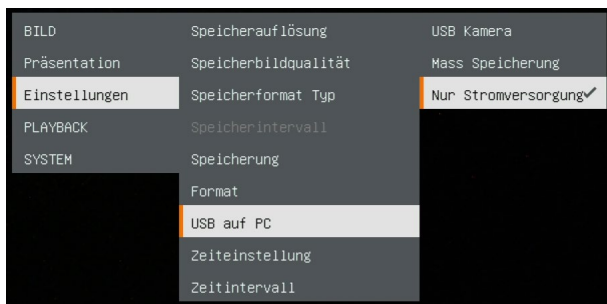 BILD
Präsentation
Einstellungen
PLAYBACK
SYSTEM
Speicherauflösung
Speicherbildqualität
Speicherformat Typ
Speicherintervall
Speicherung
Format
USB auf PC
Zeiteinstellung
Zeitintervall
USB Kamera
Mass Speicherung
Nur Stromversorgung✓